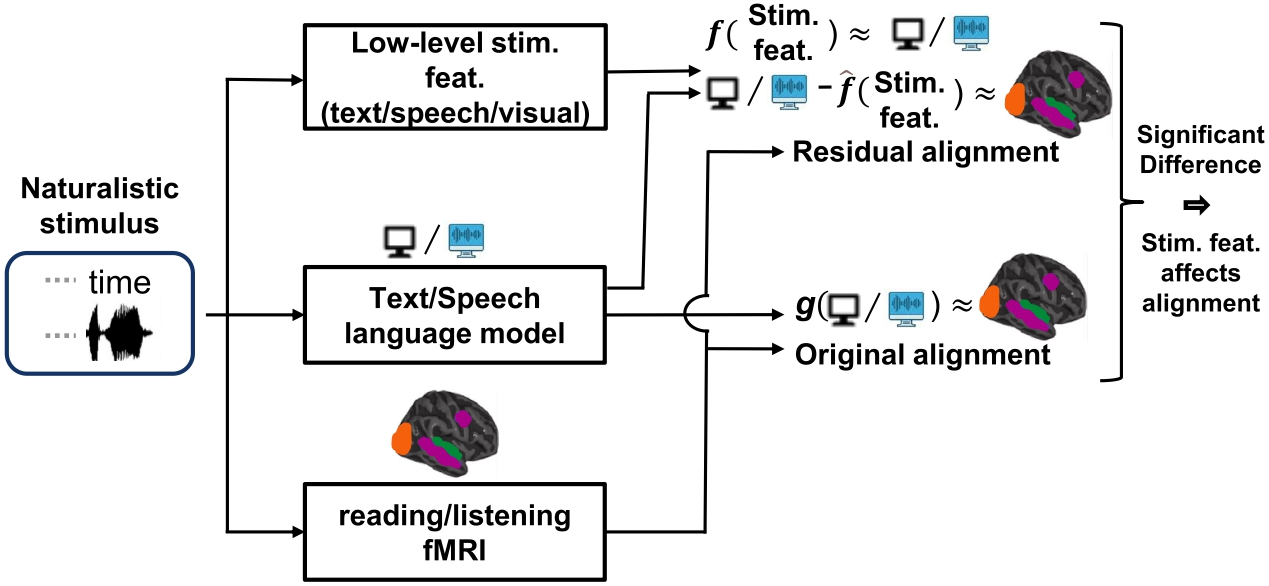 Naturalistic
stimulus
time
Low-level stim.
feat.
(text/speech/visual)
/
Text/Speech
language model
reading/listening
fMRI
f( Stim. feat. ) ≈ /
/ - f̂( Stim. feat. ) ≈
Residual alignment
g( / ) ≈
Original alignment
Significant
Difference
⇒
Stim. feat.
affects
alignment